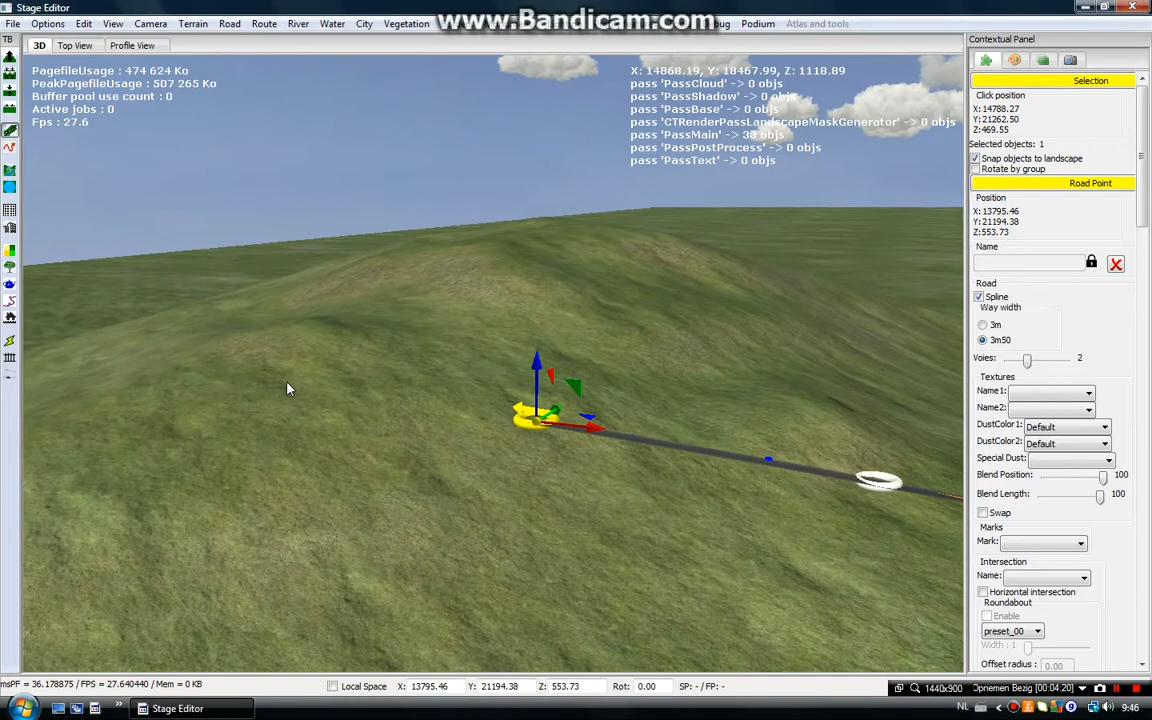 Stage Editor
File Options Edit View Camera Terrain Road Route River Water City Vegetation Podium Atlas and tools
www.Bandicam.com
TB
3D Top View Profile View
PagefileUsage : 474 624 Ko
PeakPagefileUsage : 507 265 Ko
Buffer pool use count : 0
Active jobs : 0
Fps : 27.6
X: 14868.19, Y: 18467.99, Z: 1118.89
pass 'PassCloud' -> 0 objs
pass 'PassShadow' -> 0 objs
pass 'PassBase' -> 0 objs
pass 'CTRenderPassLandscapeMaskGenerator' -> 0 objs
pass 'PassMain' -> 33 objs
pass 'PassPostProcess' -> 0 objs
pass 'PassText' -> 0 objs
Contextual Panel
Selection
Click position
X: 14788.27
Y: 21262.50
Z: 469.55
Selected objects: 1
Snap objects to landscape
Rotate by group
Road Point
Position
X: 13795.46
Y: 21194.38
Z: 553.73
Name
Road
Spline
Way width
3m
3m50
Voies: 2
Textures
Name1:
Name2:
DustColor1: Default
DustColor2: Default
Special Dust:
Blend Position: 100
Blend Length: 100
Swap
Marks
Mark:
Intersection
Name:
Horizontal intersection
Roundabout
Enable
preset_00
Width : 1
Offset radius : 0.00
msPF = 36.178875 / FPS = 27.640440 / Mem = 0 KB
Local Space X: 13795.46 Y: 21194.38 Z: 553.73 Rot: 0.00 SP: - / FP: -
1440x900 Opnemen Bezig [00:04:20]
Stage Editor
NL 9:46